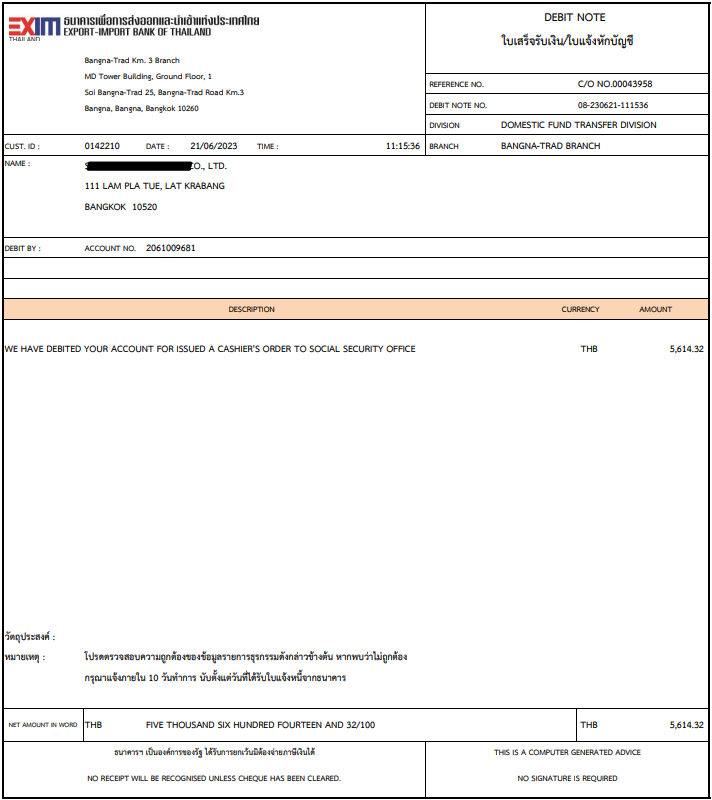 EXIM
THAILAND
ธนาคารเพื่อการส่งออกและนำเข้าแห่งประเทศไทย
EXPORT-IMPORT BANK OF THAILAND
Bangna-Trad Km. 3 Branch
MD Tower Building, Ground Floor, 1
Soi Bangna-Trad 25, Bangna-Trad Road Km.3
Bangna, Bangna, Bangkok 10260
DEBIT NOTE
ใบเสร็จรับเงิน/ใบแจ้งหักบัญชี
REFERENCE NO. C/O NO.00043958
DEBIT NOTE NO. 08-230621-111536
DIVISION DOMESTIC FUND TRANSFER DIVISION
CUST. ID : 0142210 DATE : 21/06/2023 TIME : 11:15:36
BRANCH BANGNA-TRAD BRANCH
NAME : CO., LTD.
111 LAM PLA TUE, LAT KRABANG
BANGKOK 10520
DEBIT BY : ACCOUNT NO. 2061009681
DESCRIPTION CURRENCY AMOUNT
WE HAVE DEBITED YOUR ACCOUNT FOR ISSUED A CASHIER'S ORDER TO SOCIAL SECURITY OFFICE THB 5,614.32
วัตถุประสงค์ :
หมายเหตุ : โปรดตรวจสอบความถูกต้องของข้อมูลรายการธุรกรรมดังกล่าวข้างต้น หากพบว่าไม่ถูกต้อง
กรุณาแจ้งภายใน 10 วันทำการ นับตั้งแต่วันที่ได้รับใบแจ้งหนี้จากธนาคาร
NET AMOUNT IN WORD THB FIVE THOUSAND SIX HUNDRED FOURTEEN AND 32/100 THB 5,614.32
ธนาคารฯ เป็นองค์การของรัฐ ได้รับการยกเว้นมิต้องจ่ายภาษีเงินได้
NO RECEIPT WILL BE RECOGNISED UNLESS CHEQUE HAS BEEN CLEARED.
THIS IS A COMPUTER GENERATED ADVICE
NO SIGNATURE IS REQUIRED